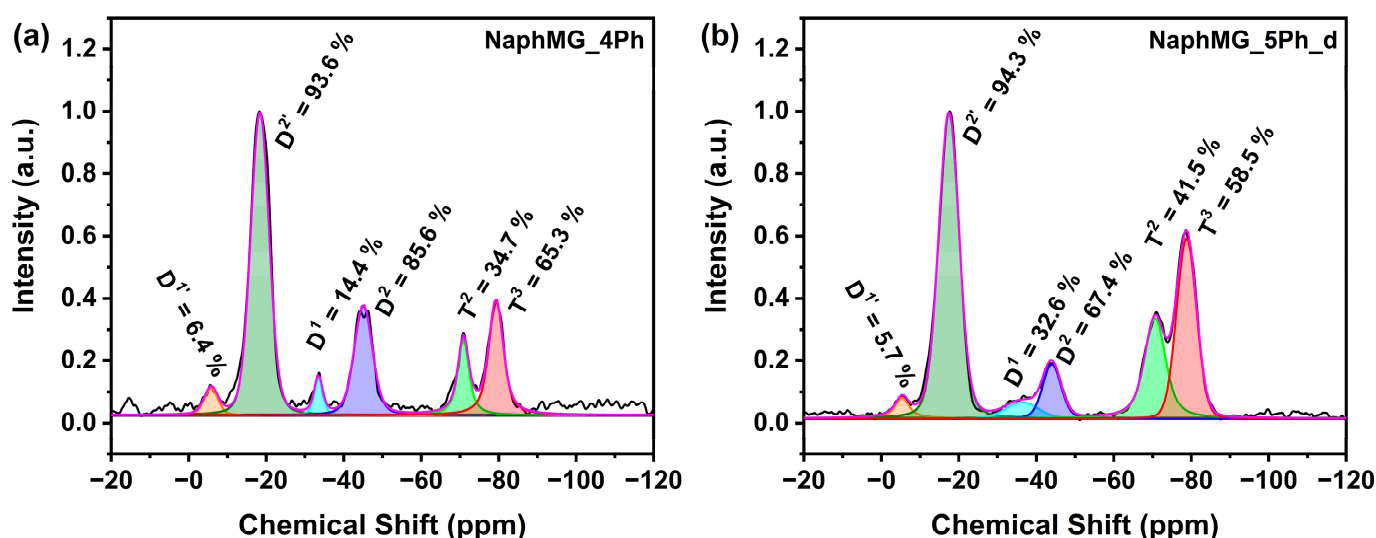 (a)
NaphMG_4Ph
1.2
1.0
0.8
0.6
0.4
0.2
0.0
Intensity (a.u.)
D1' = 6.4 %
D2' = 93.6 %
D1 = 14.4 %
D2 = 85.6 %
T2 = 34.7 %
T3 = 65.3 %
−20 −0 −20 −40 −60 −80 −100 −120
Chemical Shift (ppm)
(b)
NaphMG_5Ph_d
1.2
1.0
0.8
0.6
0.4
0.2
0.0
Intensity (a.u.)
D1' = 5.7 %
D2' = 94.3 %
D1 = 32.6 %
D2 = 67.4 %
T2 = 41.5 %
T3 = 58.5 %
−20 −0 −20 −40 −60 −80 −100 −120
Chemical Shift (ppm)